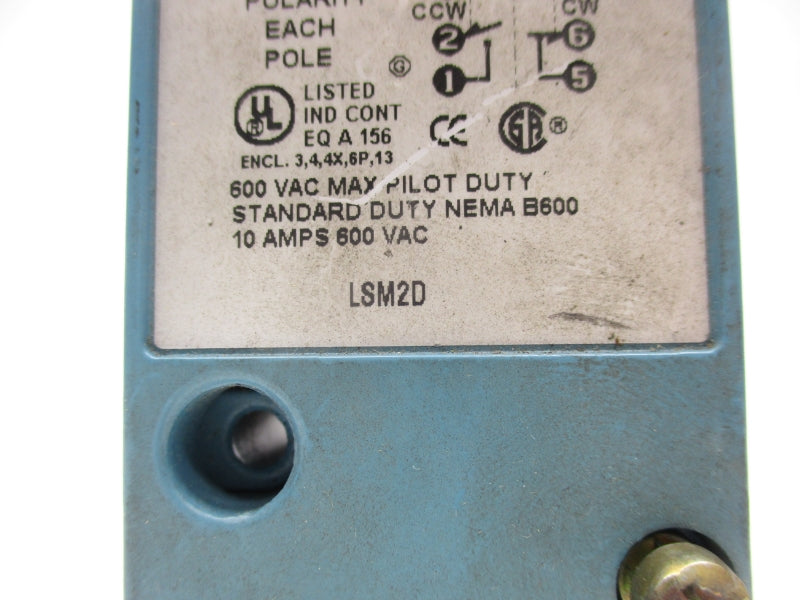 POLARITY
EACH
POLE
CCW
CW
2
6
1
5
G
UL
®
LISTED
IND CONT
EQ A 156
ENCL. 3,4,4X,6P,13
CE
®
600 VAC MAX PILOT DUTY
STANDARD DUTY NEMA B600
10 AMPS 600 VAC
LSM2D